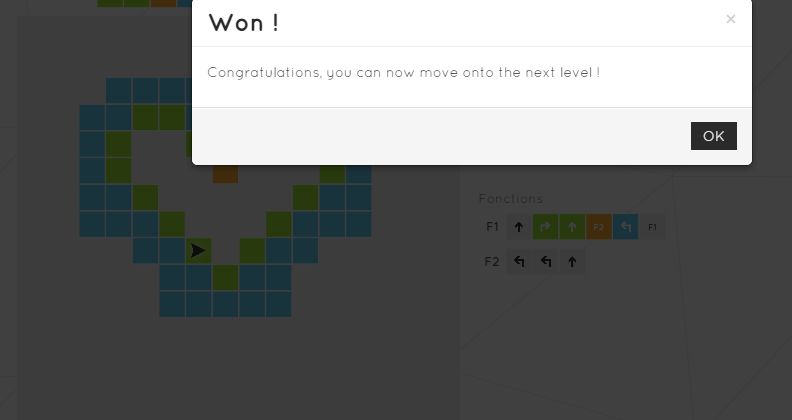 Won !
×
Congratulations, you can now move onto the next level !
OK
Fonctions
F1 F2 F1
F2